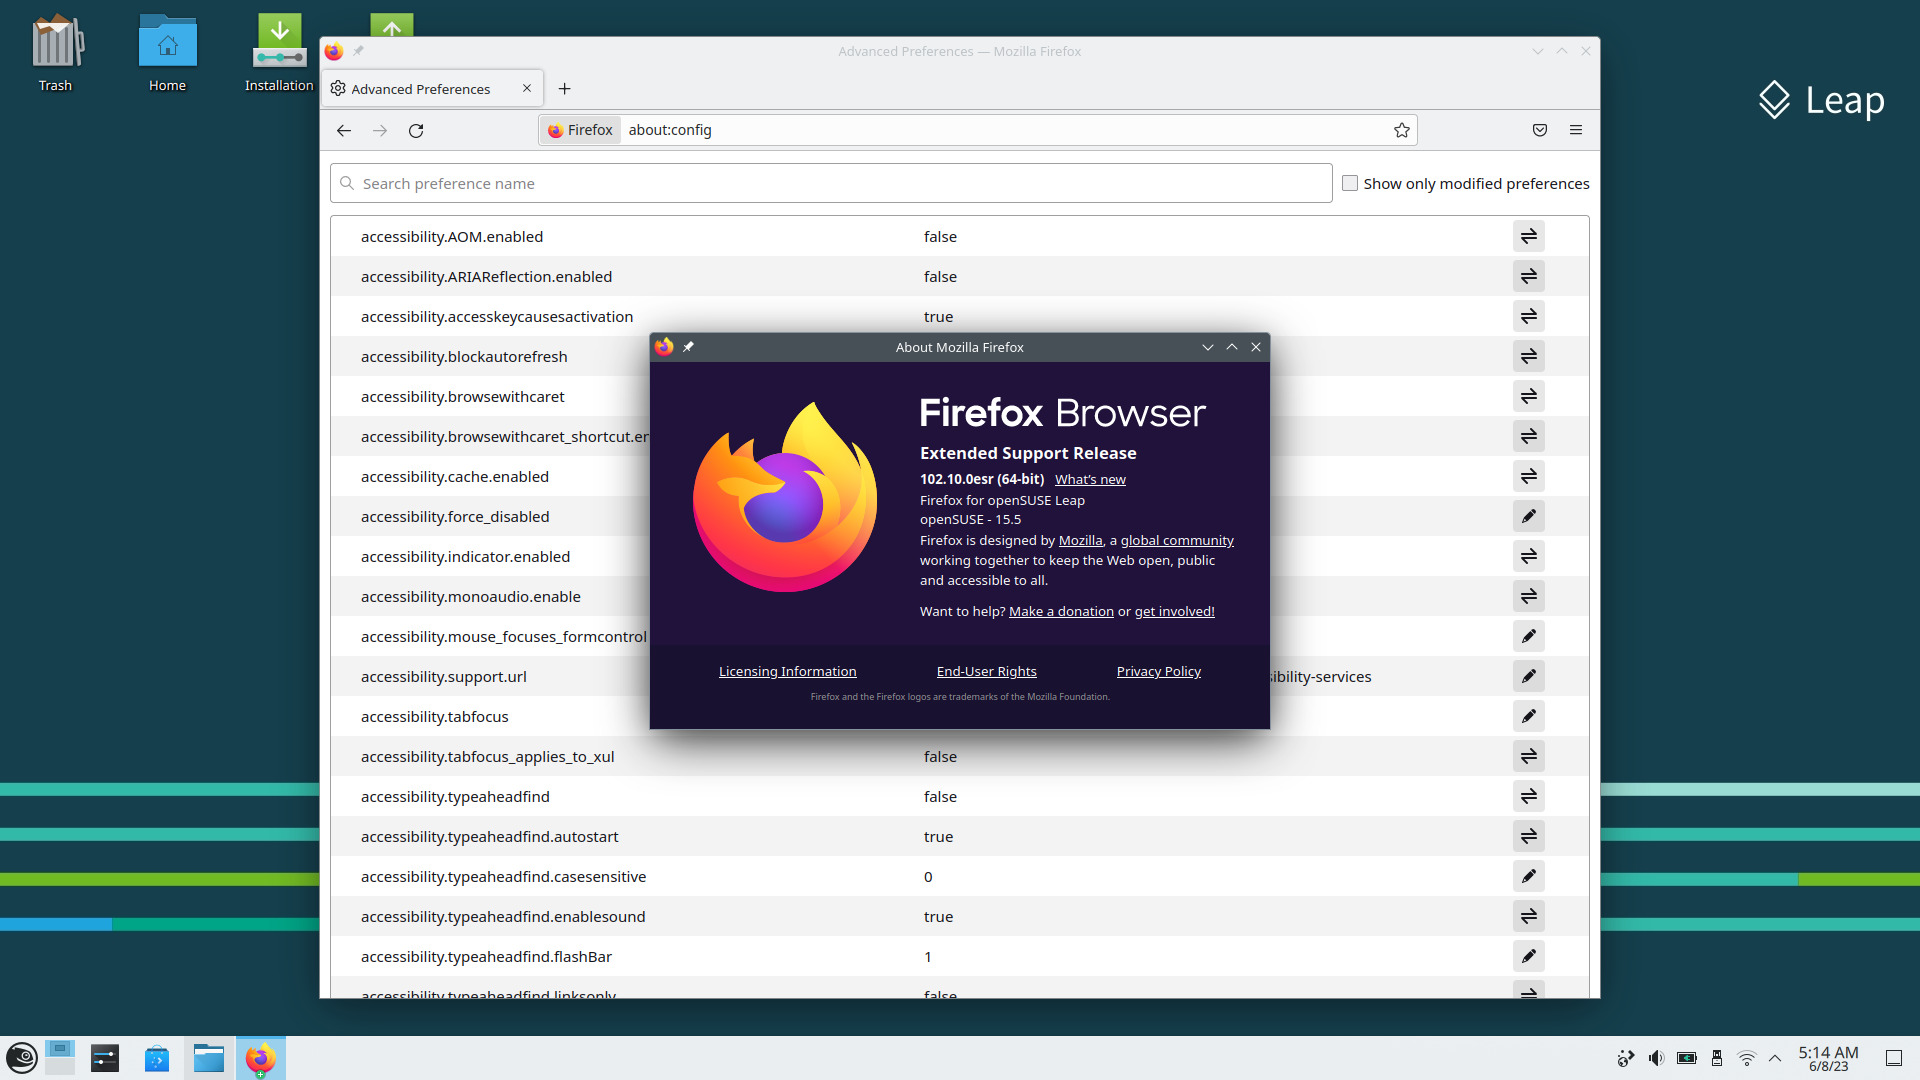 Trash
Home
Installation
Leap
Advanced Preferences — Mozilla Firefox
Advanced Preferences
Firefox about:config
Search preference name
Show only modified preferences
accessibility.AOM.enabled false
accessibility.ARIAReflection.enabled false
accessibility.accesskeycausesactivation true
accessibility.blockautorefresh
accessibility.browsewithcaret
accessibility.browsewithcaret_shortcut.en
accessibility.cache.enabled
accessibility.force_disabled
accessibility.indicator.enabled
accessibility.monoaudio.enable
accessibility.mouse_focuses_formcontrol
accessibility.support.url sibility-services
accessibility.tabfocus
accessibility.tabfocus_applies_to_xul false
accessibility.typeaheadfind false
accessibility.typeaheadfind.autostart true
accessibility.typeaheadfind.casesensitive 0
accessibility.typeaheadfind.enablesound true
accessibility.typeaheadfind.flashBar 1
accessibility.typeaheadfind.linksonly false
About Mozilla Firefox
Firefox Browser
Extended Support Release
102.10.0esr (64-bit) What's new
Firefox for openSUSE Leap
openSUSE - 15.5
Firefox is designed by Mozilla, a global community
working together to keep the Web open, public
and accessible to all.
Want to help? Make a donation or get involved!
Licensing Information End-User Rights Privacy Policy
Firefox and the Firefox logos are trademarks of the Mozilla Foundation.
5:14 AM
6/8/23